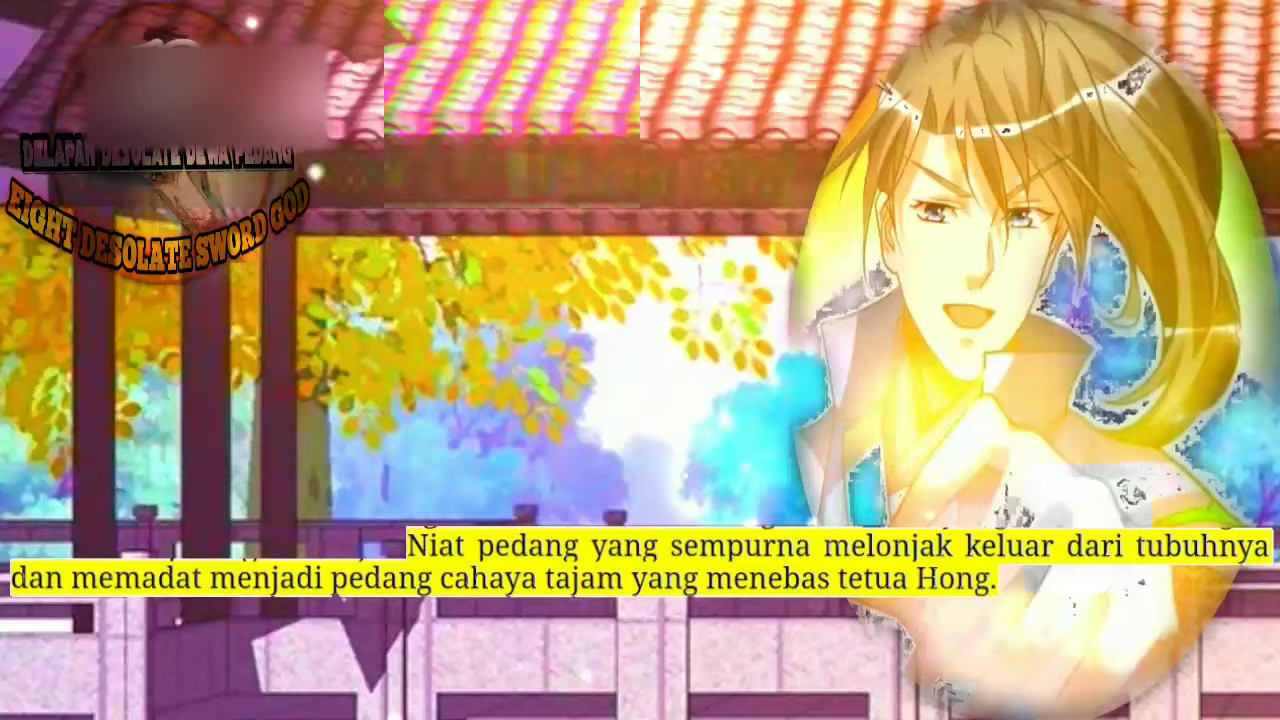 DELAPAN DESOLATE DEWA PEDANG
EIGHT DESOLATE SWORD GOD
Niat pedang yang sempurna melonjak keluar dari tubuhnya
dan memadat menjadi pedang cahaya tajam yang menebas tetua Hong.